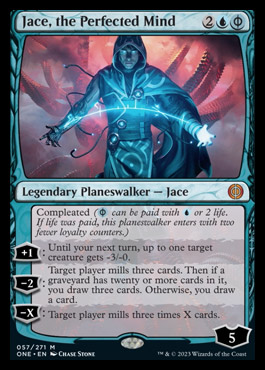 Jace, the Perfected Mind 2
Legendary Planeswalker — Jace
Compleated ( can be paid with or 2 life.
If life was paid, this planeswalker enters with two
fewer loyalty counters.)
+1: Until your next turn, up to one target
creature gets -3/-0.
Target player mills three cards. Then if a
-2: graveyard has twenty or more cards in it,
you draw three cards. Otherwise, you draw
a card.
-X: Target player mills three times X cards.
5
057/271 M
ONE • EN CHASE STONE
™ & © 2023 Wizards of the Coast